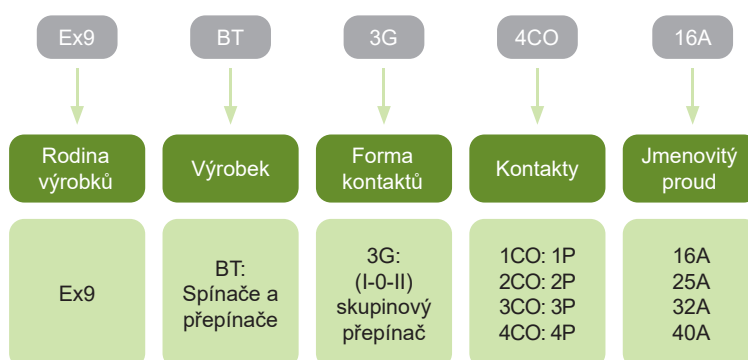 Ex9
BT
3G
4CO
16A
Rodina
výrobků
Výrobek
Forma
kontaktů
Kontakty
Jmenovitý
proud
Ex9
BT:
Spínače a
přepínače
3G:
(I-0-II)
skupinový
přepínač
1CO: 1P
2CO: 2P
3CO: 3P
4CO: 4P
16A
25A
32A
40A